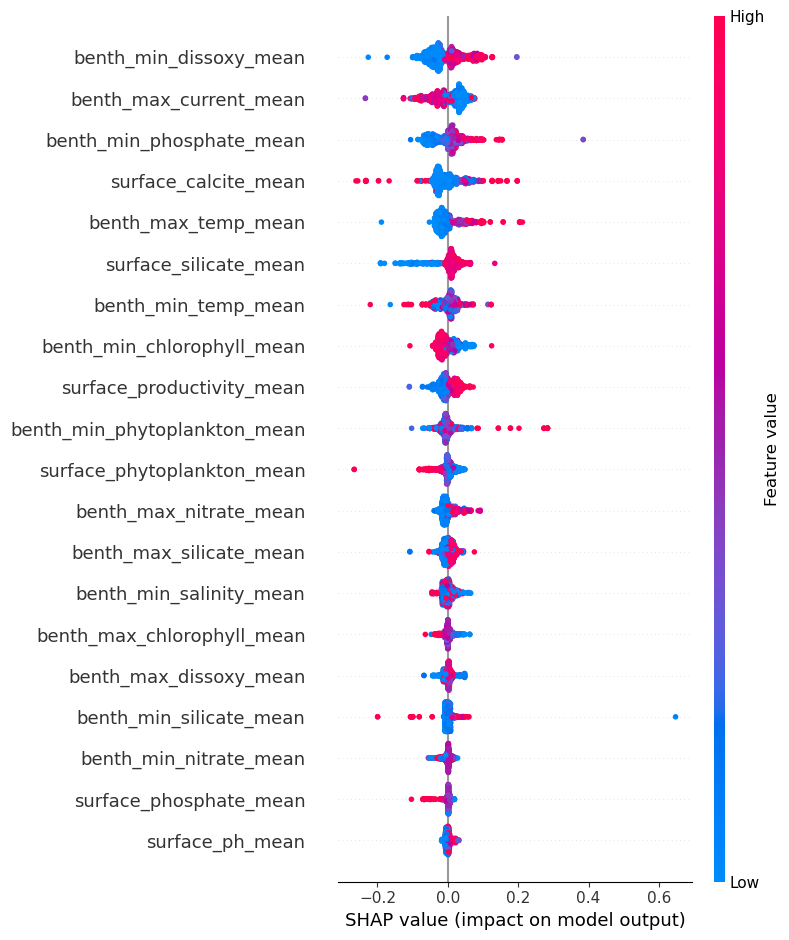 High
benth_min_dissoxy_mean
benth_max_current_mean
benth_min_phosphate_mean
surface_calcite_mean
benth_max_temp_mean
surface_silicate_mean
benth_min_temp_mean
benth_min_chlorophyll_mean
surface_productivity_mean
benth_min_phytoplankton_mean
surface_phytoplankton_mean
benth_max_nitrate_mean
benth_max_silicate_mean
benth_min_salinity_mean
benth_max_chlorophyll_mean
benth_max_dissoxy_mean
benth_min_silicate_mean
benth_min_nitrate_mean
surface_phosphate_mean
surface_ph_mean
Feature value
Low
−0.2 0.0 0.2 0.4 0.6
SHAP value (impact on model output)